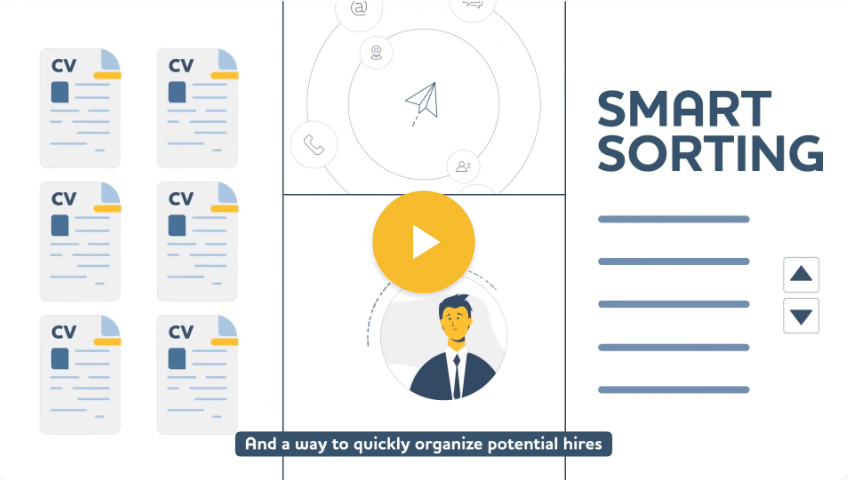 CV
CV
CV
CV
CV
CV
@
SMART
SORTING
And a way to quickly organize potential hires